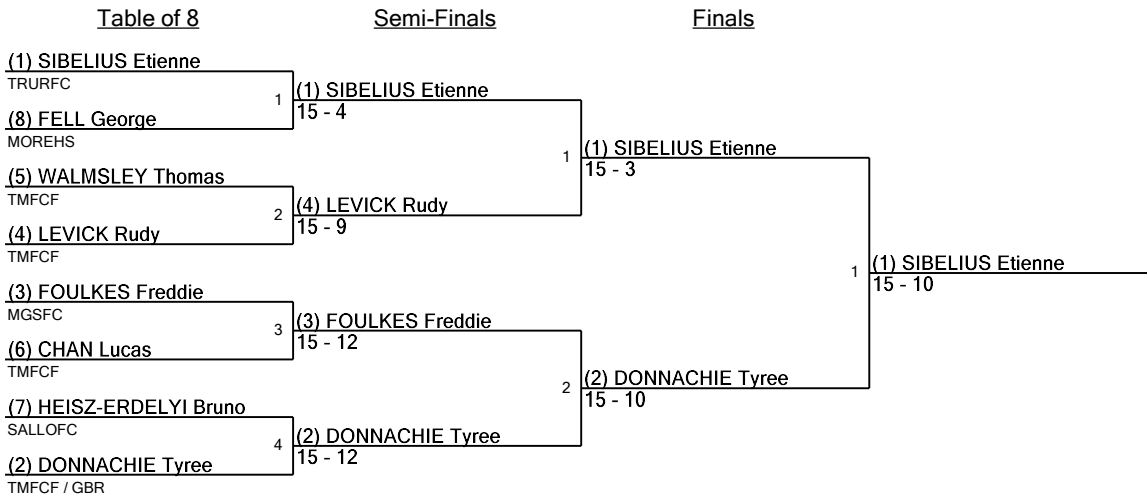 Table of 8
Semi-Finals
Finals
(1) SIBELIUS Etienne
TRURFC
1
(8) FELL George
MOREHS
(5) WALMSLEY Thomas
TMFCF
2
(4) LEVICK Rudy
TMFCF
(3) FOULKES Freddie
MGSFC
3
(6) CHAN Lucas
TMFCF
(7) HEISZ-ERDELYI Bruno
SALLOFC
4
(2) DONNACHIE Tyree
TMFCF / GBR
(1) SIBELIUS Etienne
15 - 4
1
(4) LEVICK Rudy
15 - 9
(3) FOULKES Freddie
15 - 12
2
(2) DONNACHIE Tyree
15 - 12
(1) SIBELIUS Etienne
15 - 3
1
(2) DONNACHIE Tyree
15 - 10
(1) SIBELIUS Etienne
15 - 10